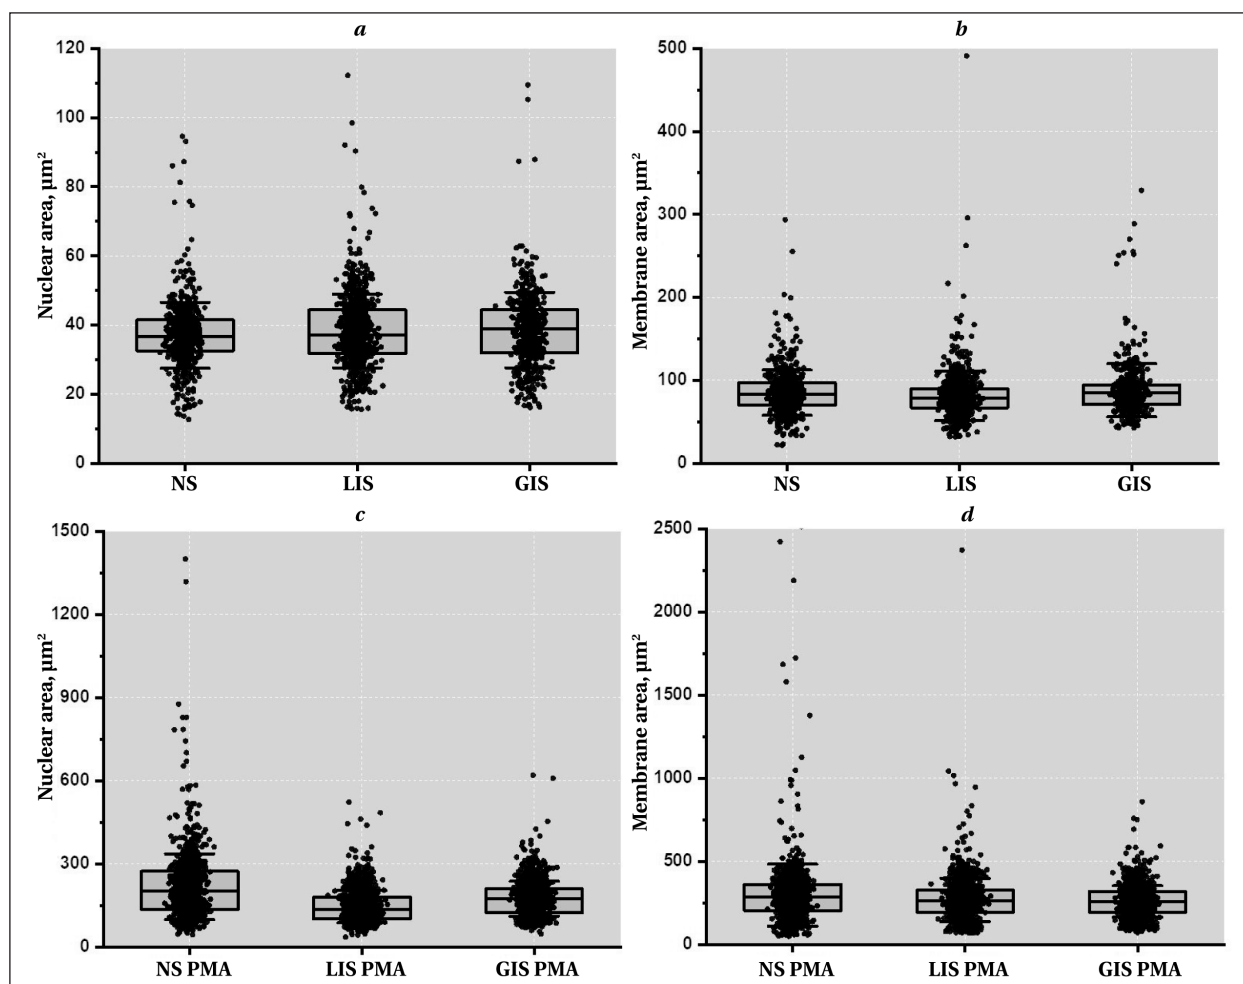 a
Nuclear area, μm²
120
100
80
60
40
20
0
NS
LIS
GIS
b
Membrane area, μm²
500
400
300
200
100
0
NS
LIS
GIS
c
Nuclear area, μm²
1500
1200
900
600
300
0
NS PMA
LIS PMA
GIS PMA
d
Membrane area, μm²
2500
2000
1500
1000
500
0
NS PMA
LIS PMA
GIS PMA